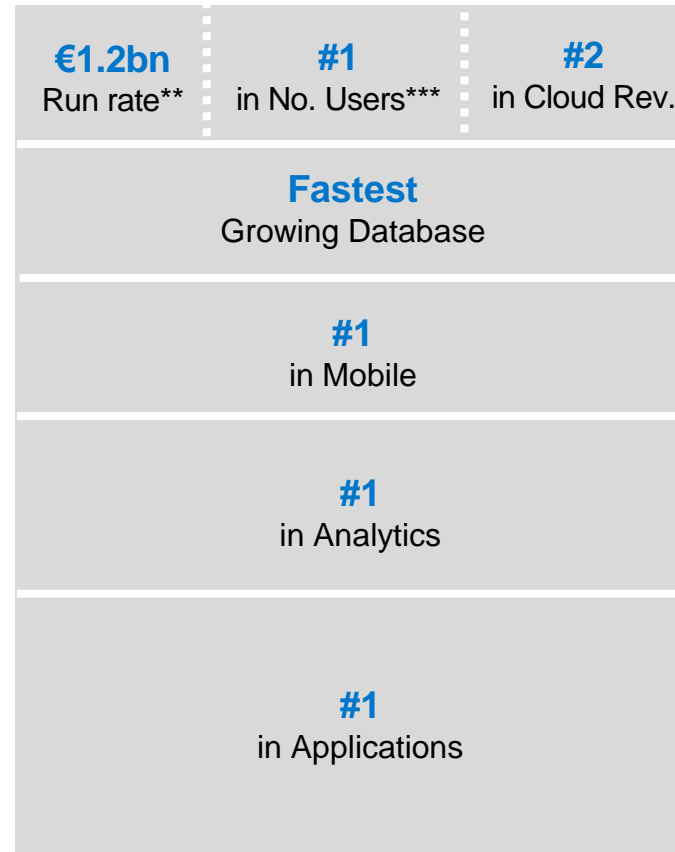 €1.2bn
Run rate**
#1
in No. Users***
#2
in Cloud Rev.
Fastest
Growing Database
#1
in Mobile
#1
in Analytics
#1
in Applications